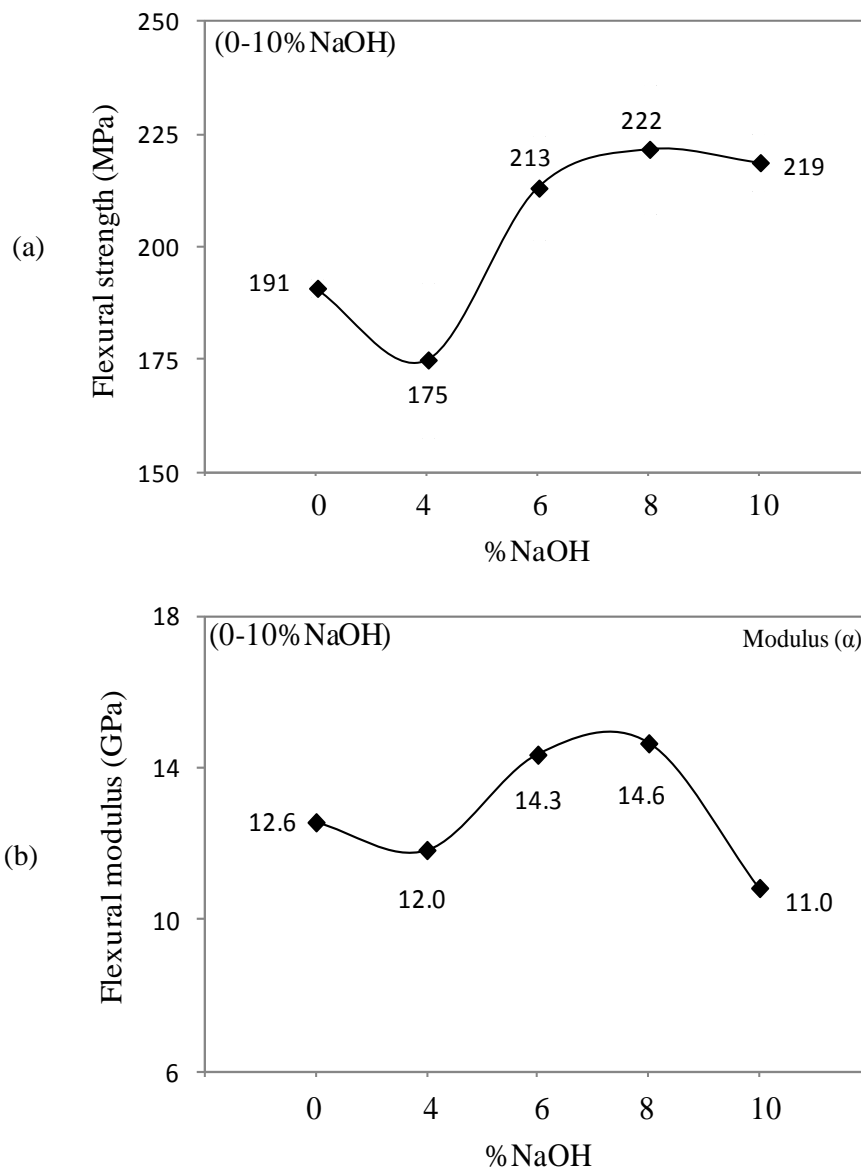 (a)
Flexural strength (MPa)
250
225
200
175
150
(0-10% NaOH)
191
175
213
222
219
0 4 6 8 10
% NaOH
(b)
Flexural modulus (GPa)
18
14
10
6
(0-10% NaOH)
Modulus (α)
12.6
12.0
14.3
14.6
11.0
0 4 6 8 10
% NaOH